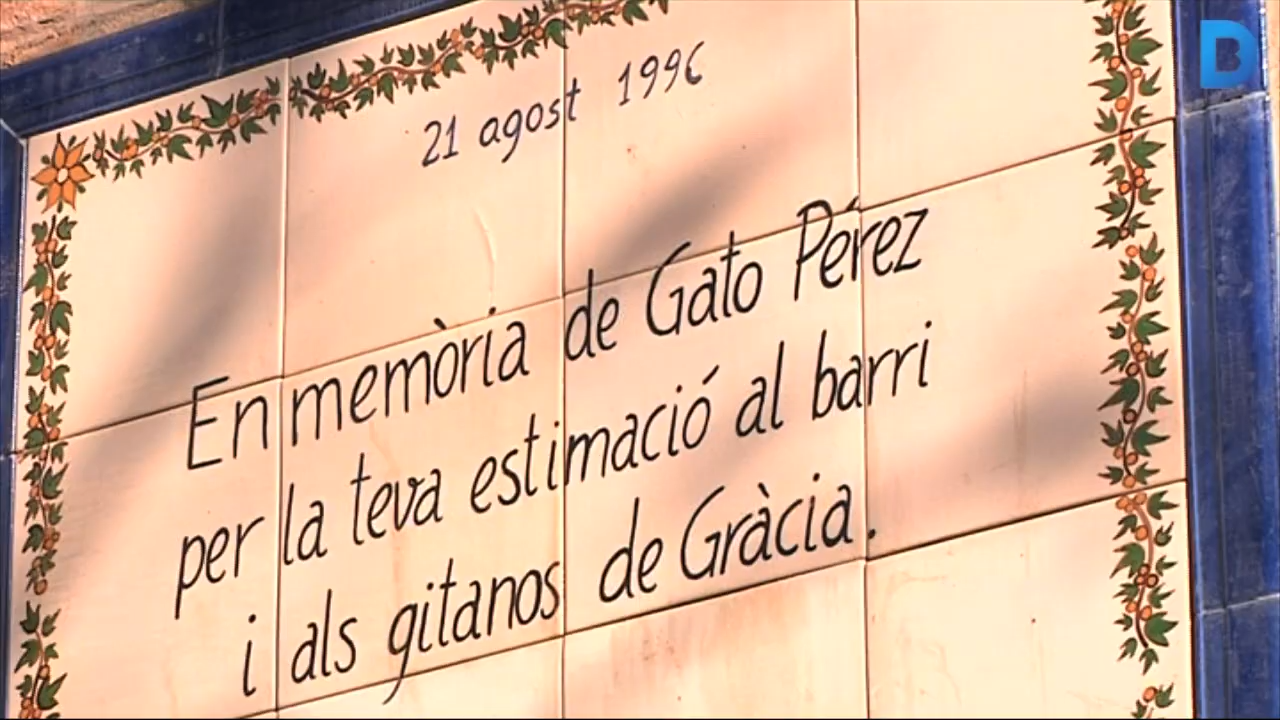 21 agost 1996
En memòria de Gato Pérez
per la teva estimació al barri
i als gitanos de Gràcia.
B